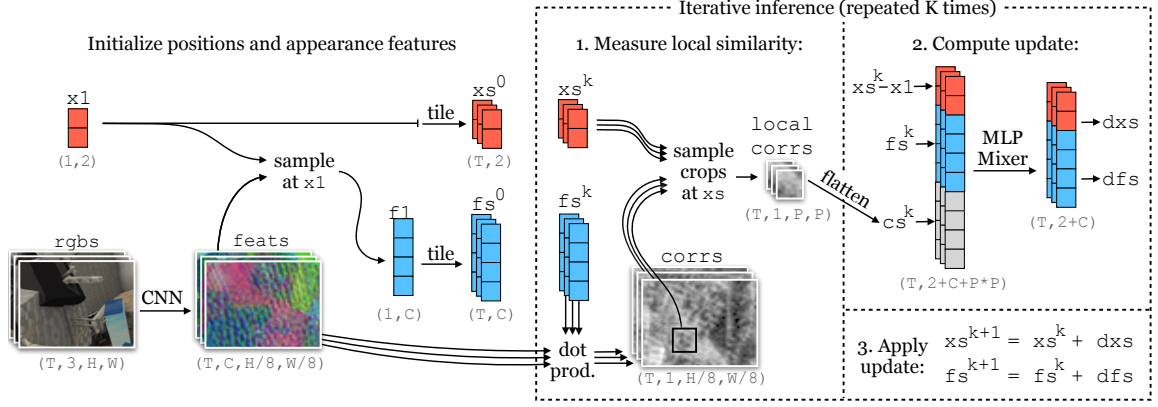 Iterative inference (repeated K times)
Initialize positions and appearance features
x1
(1,2)
tile
xs^0
(T,2)
sample
at x1
rgbs
(T,3,H,W)
CNN
feats
(T,C,H/8,W/8)
f1
(1,C)
tile
fs^0
(T,C)
1. Measure local similarity:
xs^k
fs^k
dot
prod.
corrs
(T,1,H/8,W/8)
sample
crops
at xs
local
corrs
(T,1,P,P)
flatten
2. Compute update:
xs^k-x1
fs^k
cs^k
(T,2+C+P*P)
MLP
Mixer
(T,2+C)
dxs
dfs
3. Apply
update:
xs^k+1 = xs^k + dxs
fs^k+1 = fs^k + dfs